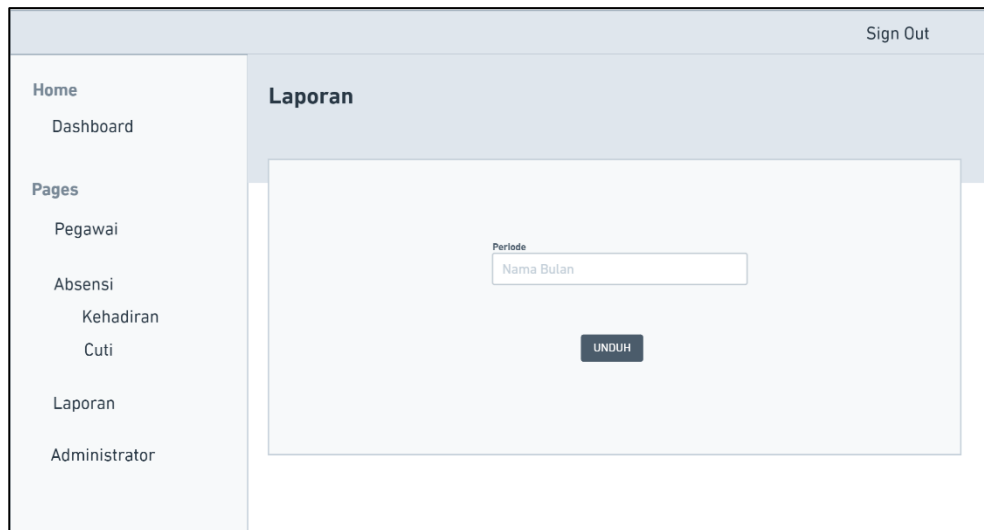 Sign Out
Home
Dashboard
Pages
Pegawai
Absensi
Kehadiran
Cuti
Laporan
Administrator
Laporan
Periode
Nama Bulan
UNDUH